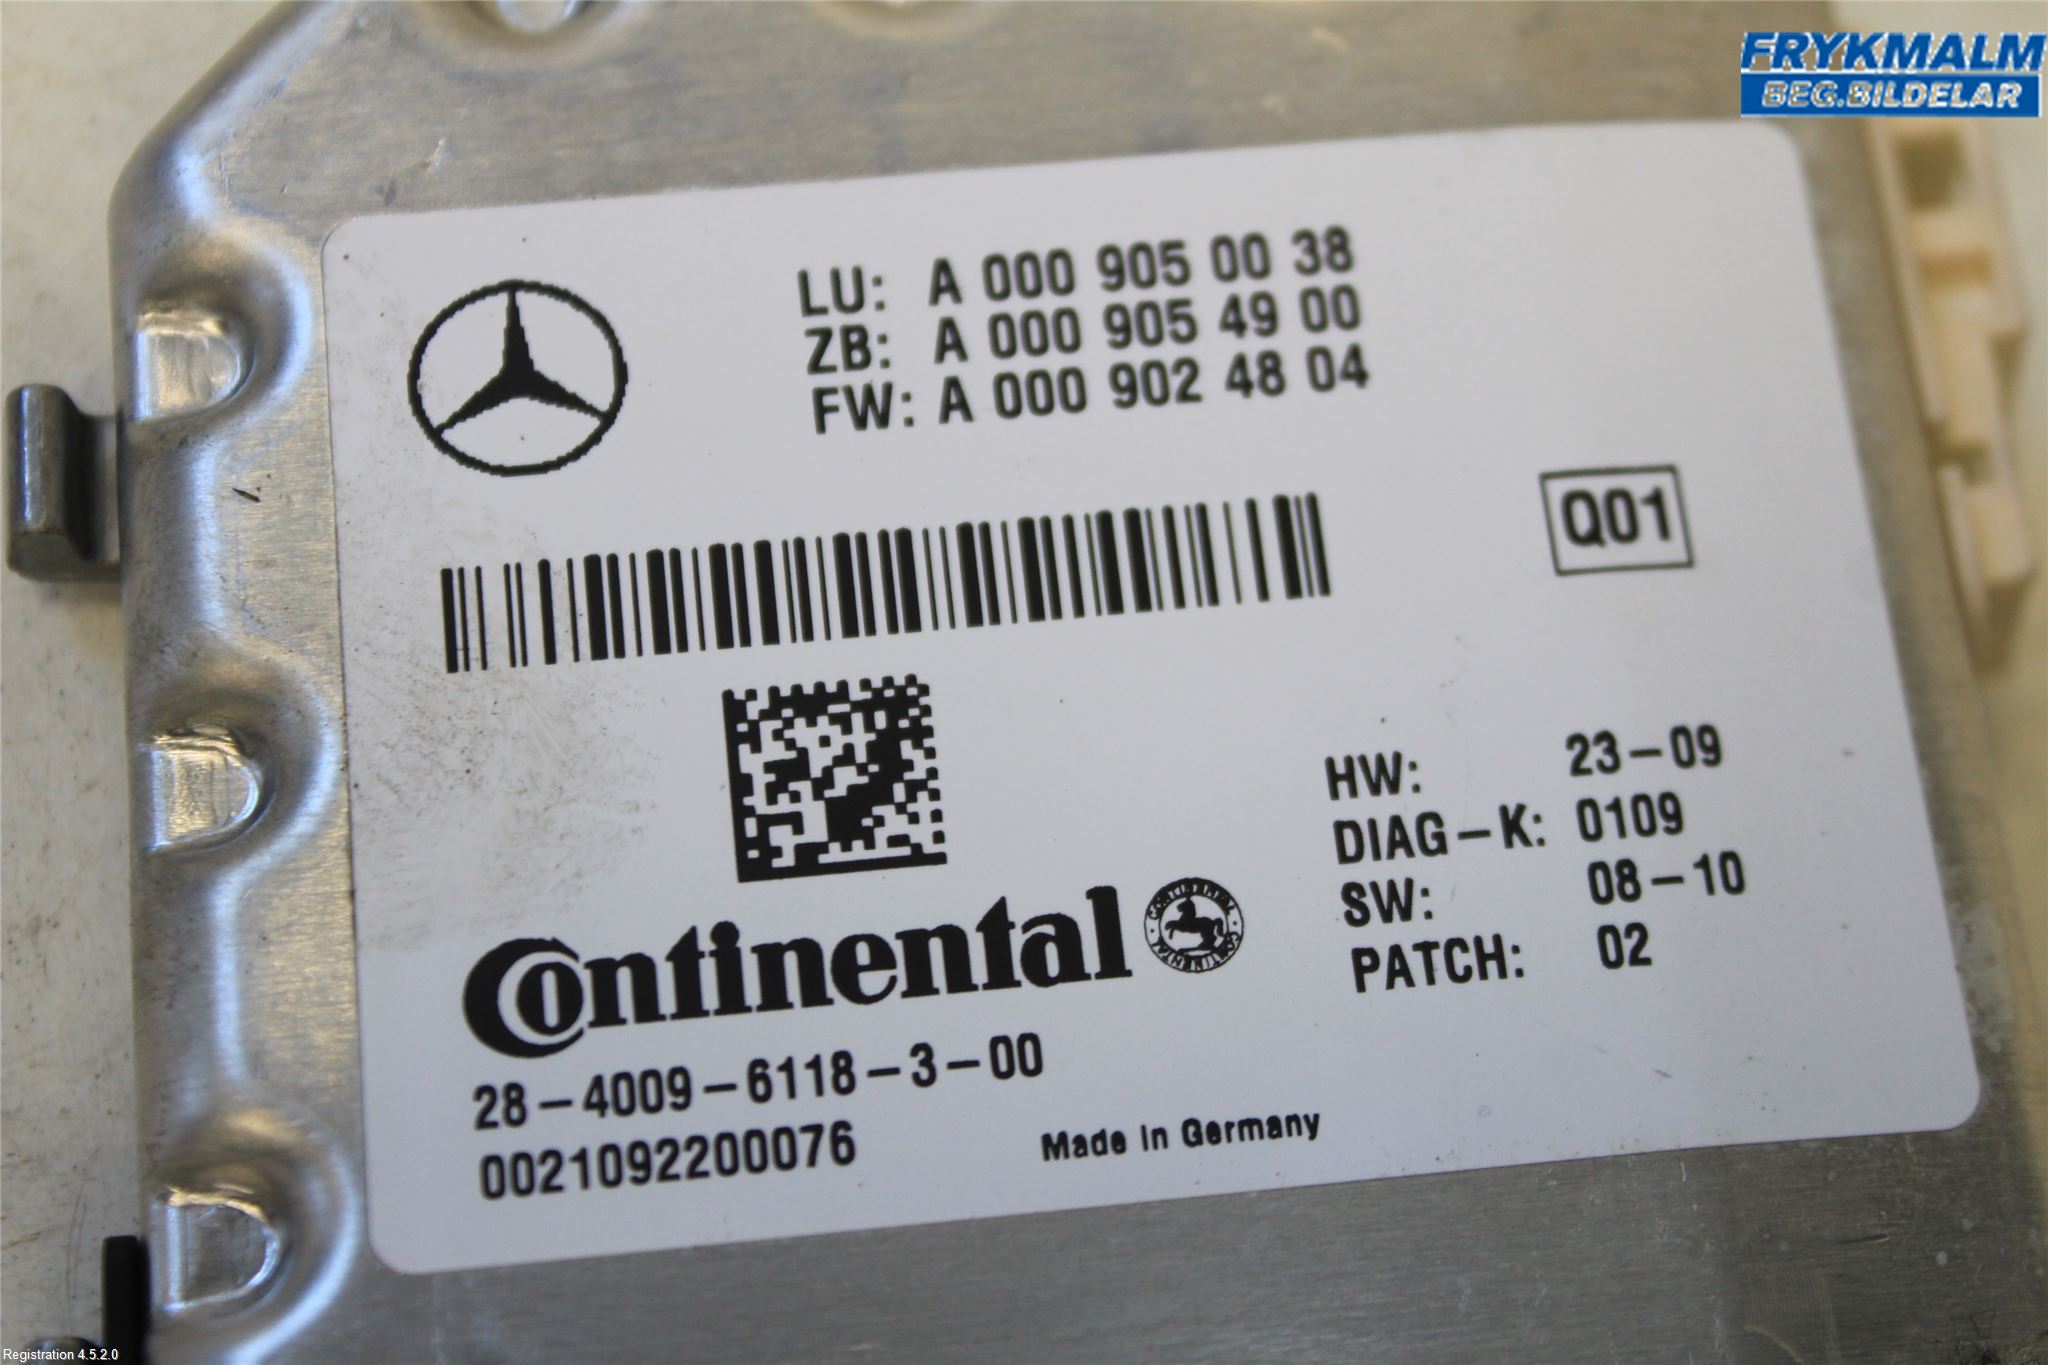 FRYKMALM
BEG.BILDELAR
LU: A 000 905 00 38
ZB: A 000 905 49 00
FW: A 000 902 48 04
Q01
HW: 23-09
DIAG-K: 0109
SW: 08-10
PATCH: 02
Continental
CONTINENTAL · CONTINENTAL ·
28-4009-6118-3-00
0021092200076
Made in Germany
Registration 4.5.2.0